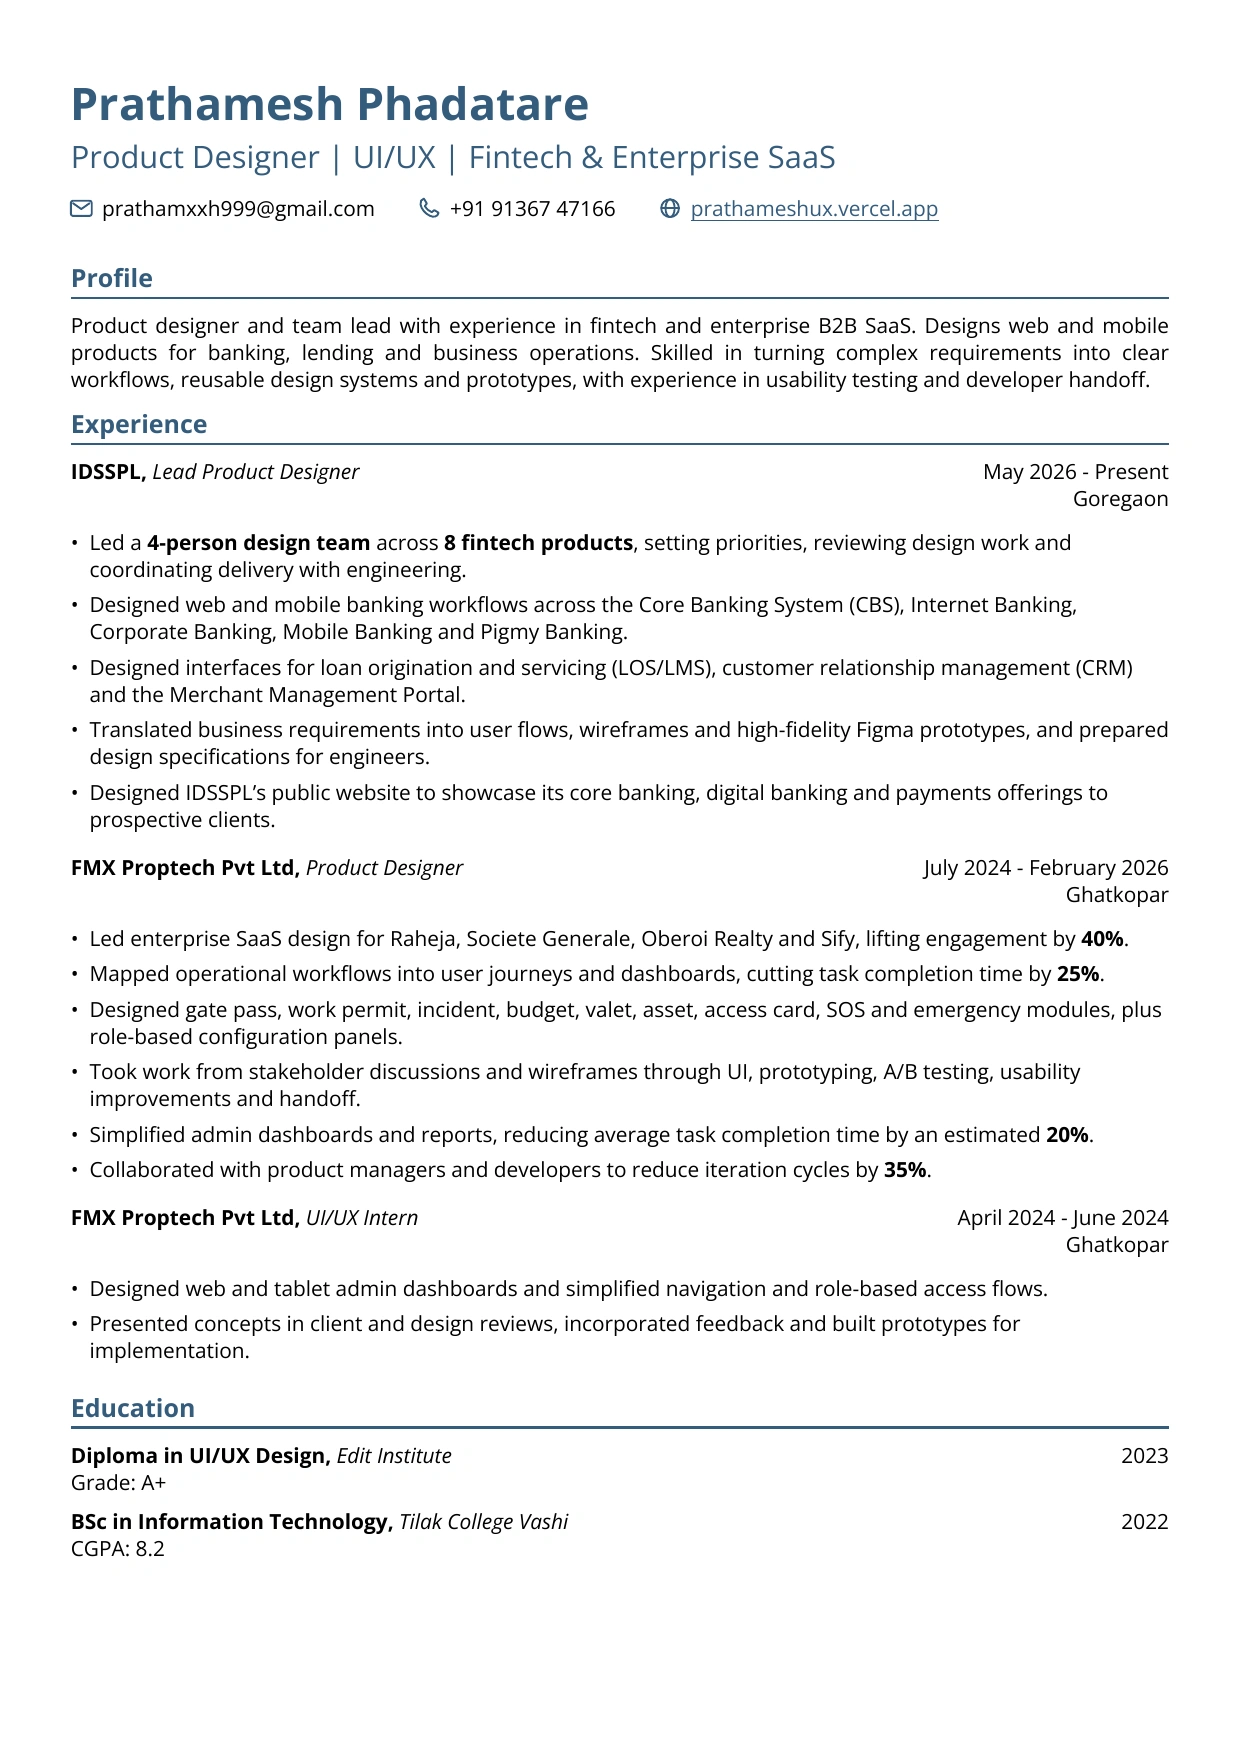 Prathamesh Phadatare
Product Designer | UI/UX | Fintech & Enterprise SaaS
prathamxxh999@gmail.com +91 91367 47166 prathameshux.vercel.app
Profile
Product designer and team lead with experience in fintech and enterprise B2B SaaS. Designs web and mobile
products for banking, lending and business operations. Skilled in turning complex requirements into clear
workflows, reusable design systems and prototypes, with experience in usability testing and developer handoff.
Experience
IDSSPL, Lead Product Designer May 2026 - Present
Goregaon
• Led a 4-person design team across 8 fintech products, setting priorities, reviewing design work and
coordinating delivery with engineering.
• Designed web and mobile banking workflows across the Core Banking System (CBS), Internet Banking,
Corporate Banking, Mobile Banking and Pigmy Banking.
• Designed interfaces for loan origination and servicing (LOS/LMS), customer relationship management (CRM)
and the Merchant Management Portal.
• Translated business requirements into user flows, wireframes and high-fidelity Figma prototypes, and prepared
design specifications for engineers.
• Designed IDSSPL’s public website to showcase its core banking, digital banking and payments offerings to
prospective clients.
FMX Proptech Pvt Ltd, Product Designer July 2024 - February 2026
Ghatkopar
• Led enterprise SaaS design for Raheja, Societe Generale, Oberoi Realty and Sify, lifting engagement by 40%.
• Mapped operational workflows into user journeys and dashboards, cutting task completion time by 25%.
• Designed gate pass, work permit, incident, budget, valet, asset, access card, SOS and emergency modules, plus
role-based configuration panels.
• Took work from stakeholder discussions and wireframes through UI, prototyping, A/B testing, usability
improvements and handoff.
• Simplified admin dashboards and reports, reducing average task completion time by an estimated 20%.
• Collaborated with product managers and developers to reduce iteration cycles by 35%.
FMX Proptech Pvt Ltd, UI/UX Intern April 2024 - June 2024
Ghatkopar
• Designed web and tablet admin dashboards and simplified navigation and role-based access flows.
• Presented concepts in client and design reviews, incorporated feedback and built prototypes for
implementation.
Education
Diploma in UI/UX Design, Edit Institute 2023
Grade: A+
BSc in Information Technology, Tilak College Vashi 2022
CGPA: 8.2